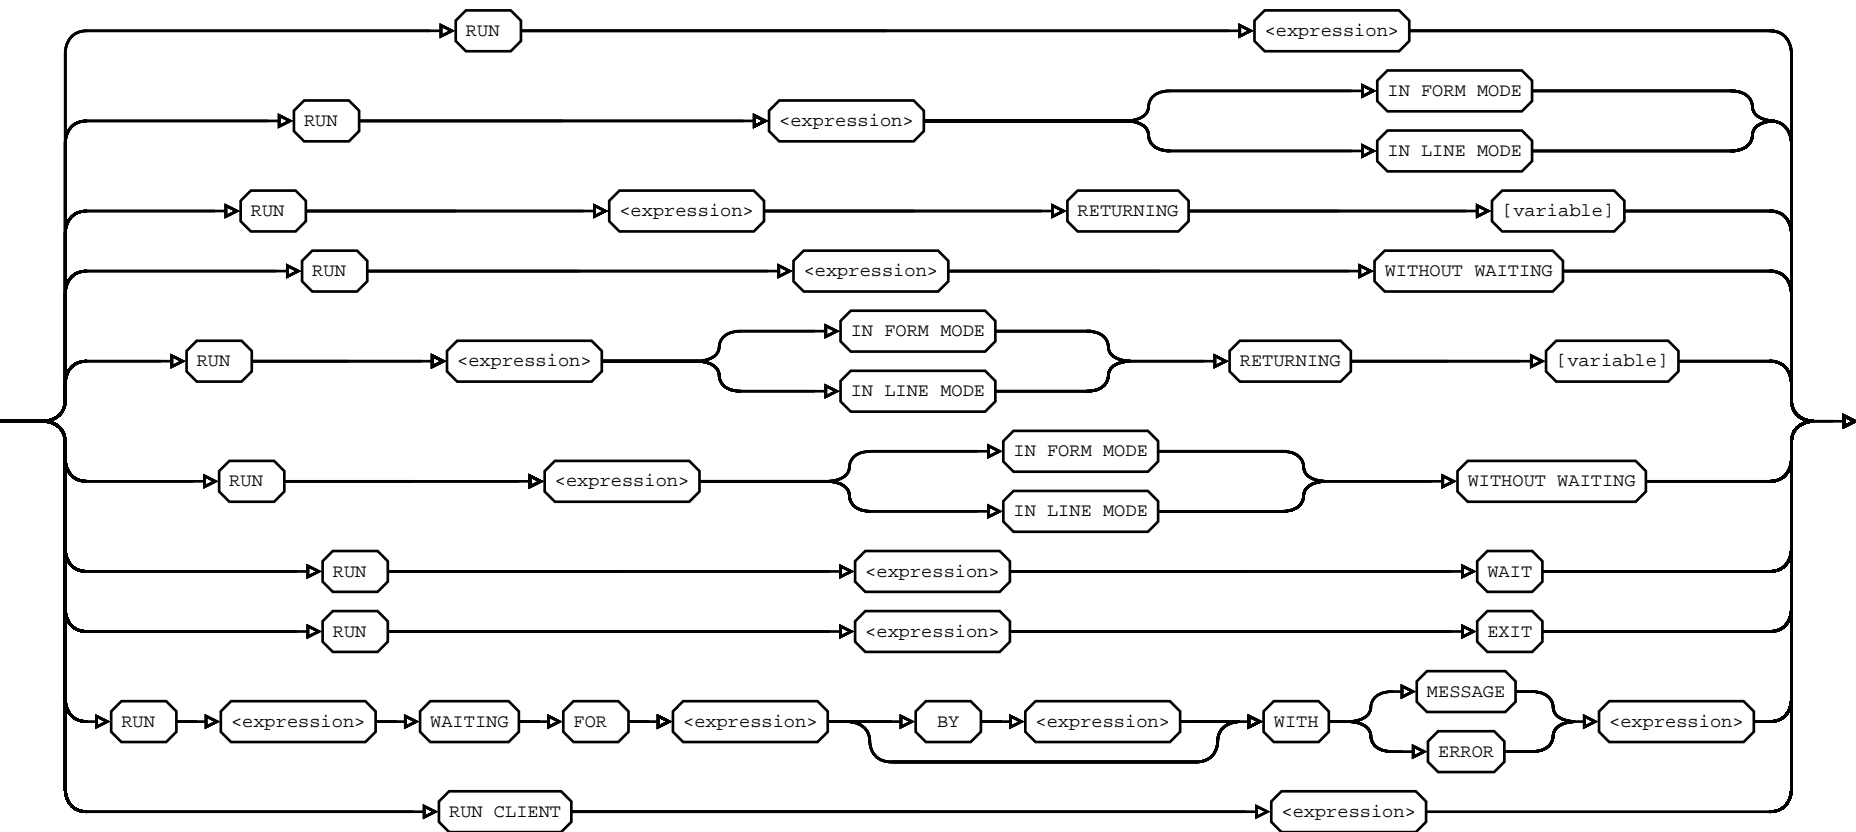 RUN <expression>
IN FORM MODE
RUN <expression>
IN LINE MODE
RUN <expression> RETURNING [variable]
RUN <expression> WITHOUT WAITING
IN FORM MODE
RUN <expression> RETURNING [variable]
IN LINE MODE
IN FORM MODE
RUN <expression> WITHOUT WAITING
IN LINE MODE
RUN <expression> WAIT
RUN <expression> EXIT
MESSAGE
RUN <expression> WAITING FOR <expression> BY <expression> WITH <expression>
ERROR
RUN CLIENT <expression>